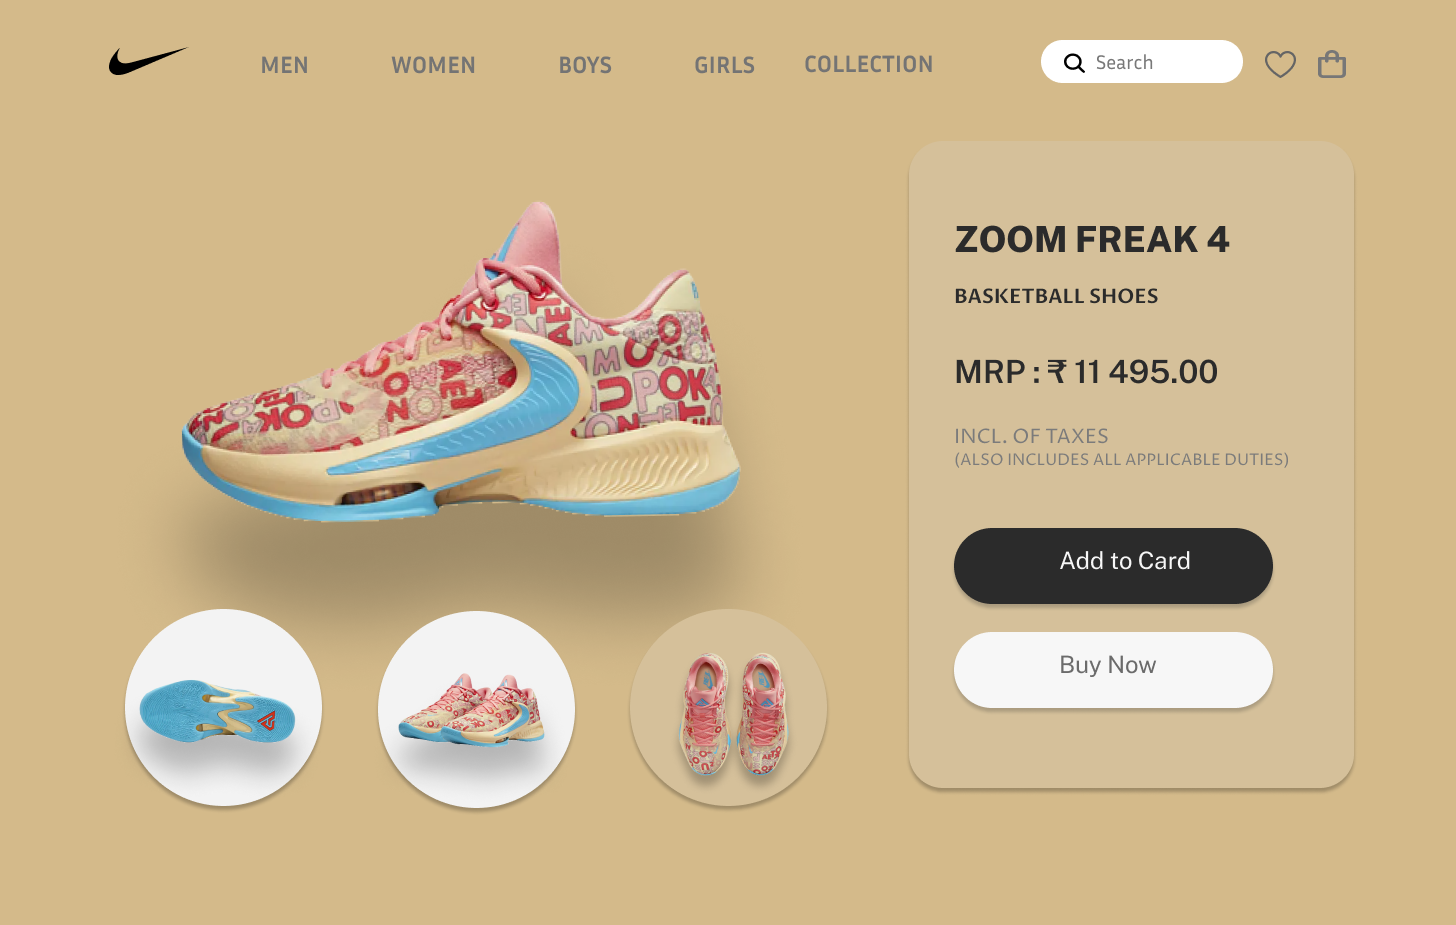 MEN WOMEN BOYS GIRLS COLLECTION Search
ZOOM FREAK 4
BASKETBALL SHOES
MRP : ₹ 11 495.00
INCL. OF TAXES
(ALSO INCLUDES ALL APPLICABLE DUTIES)
Add to Card
Buy Now